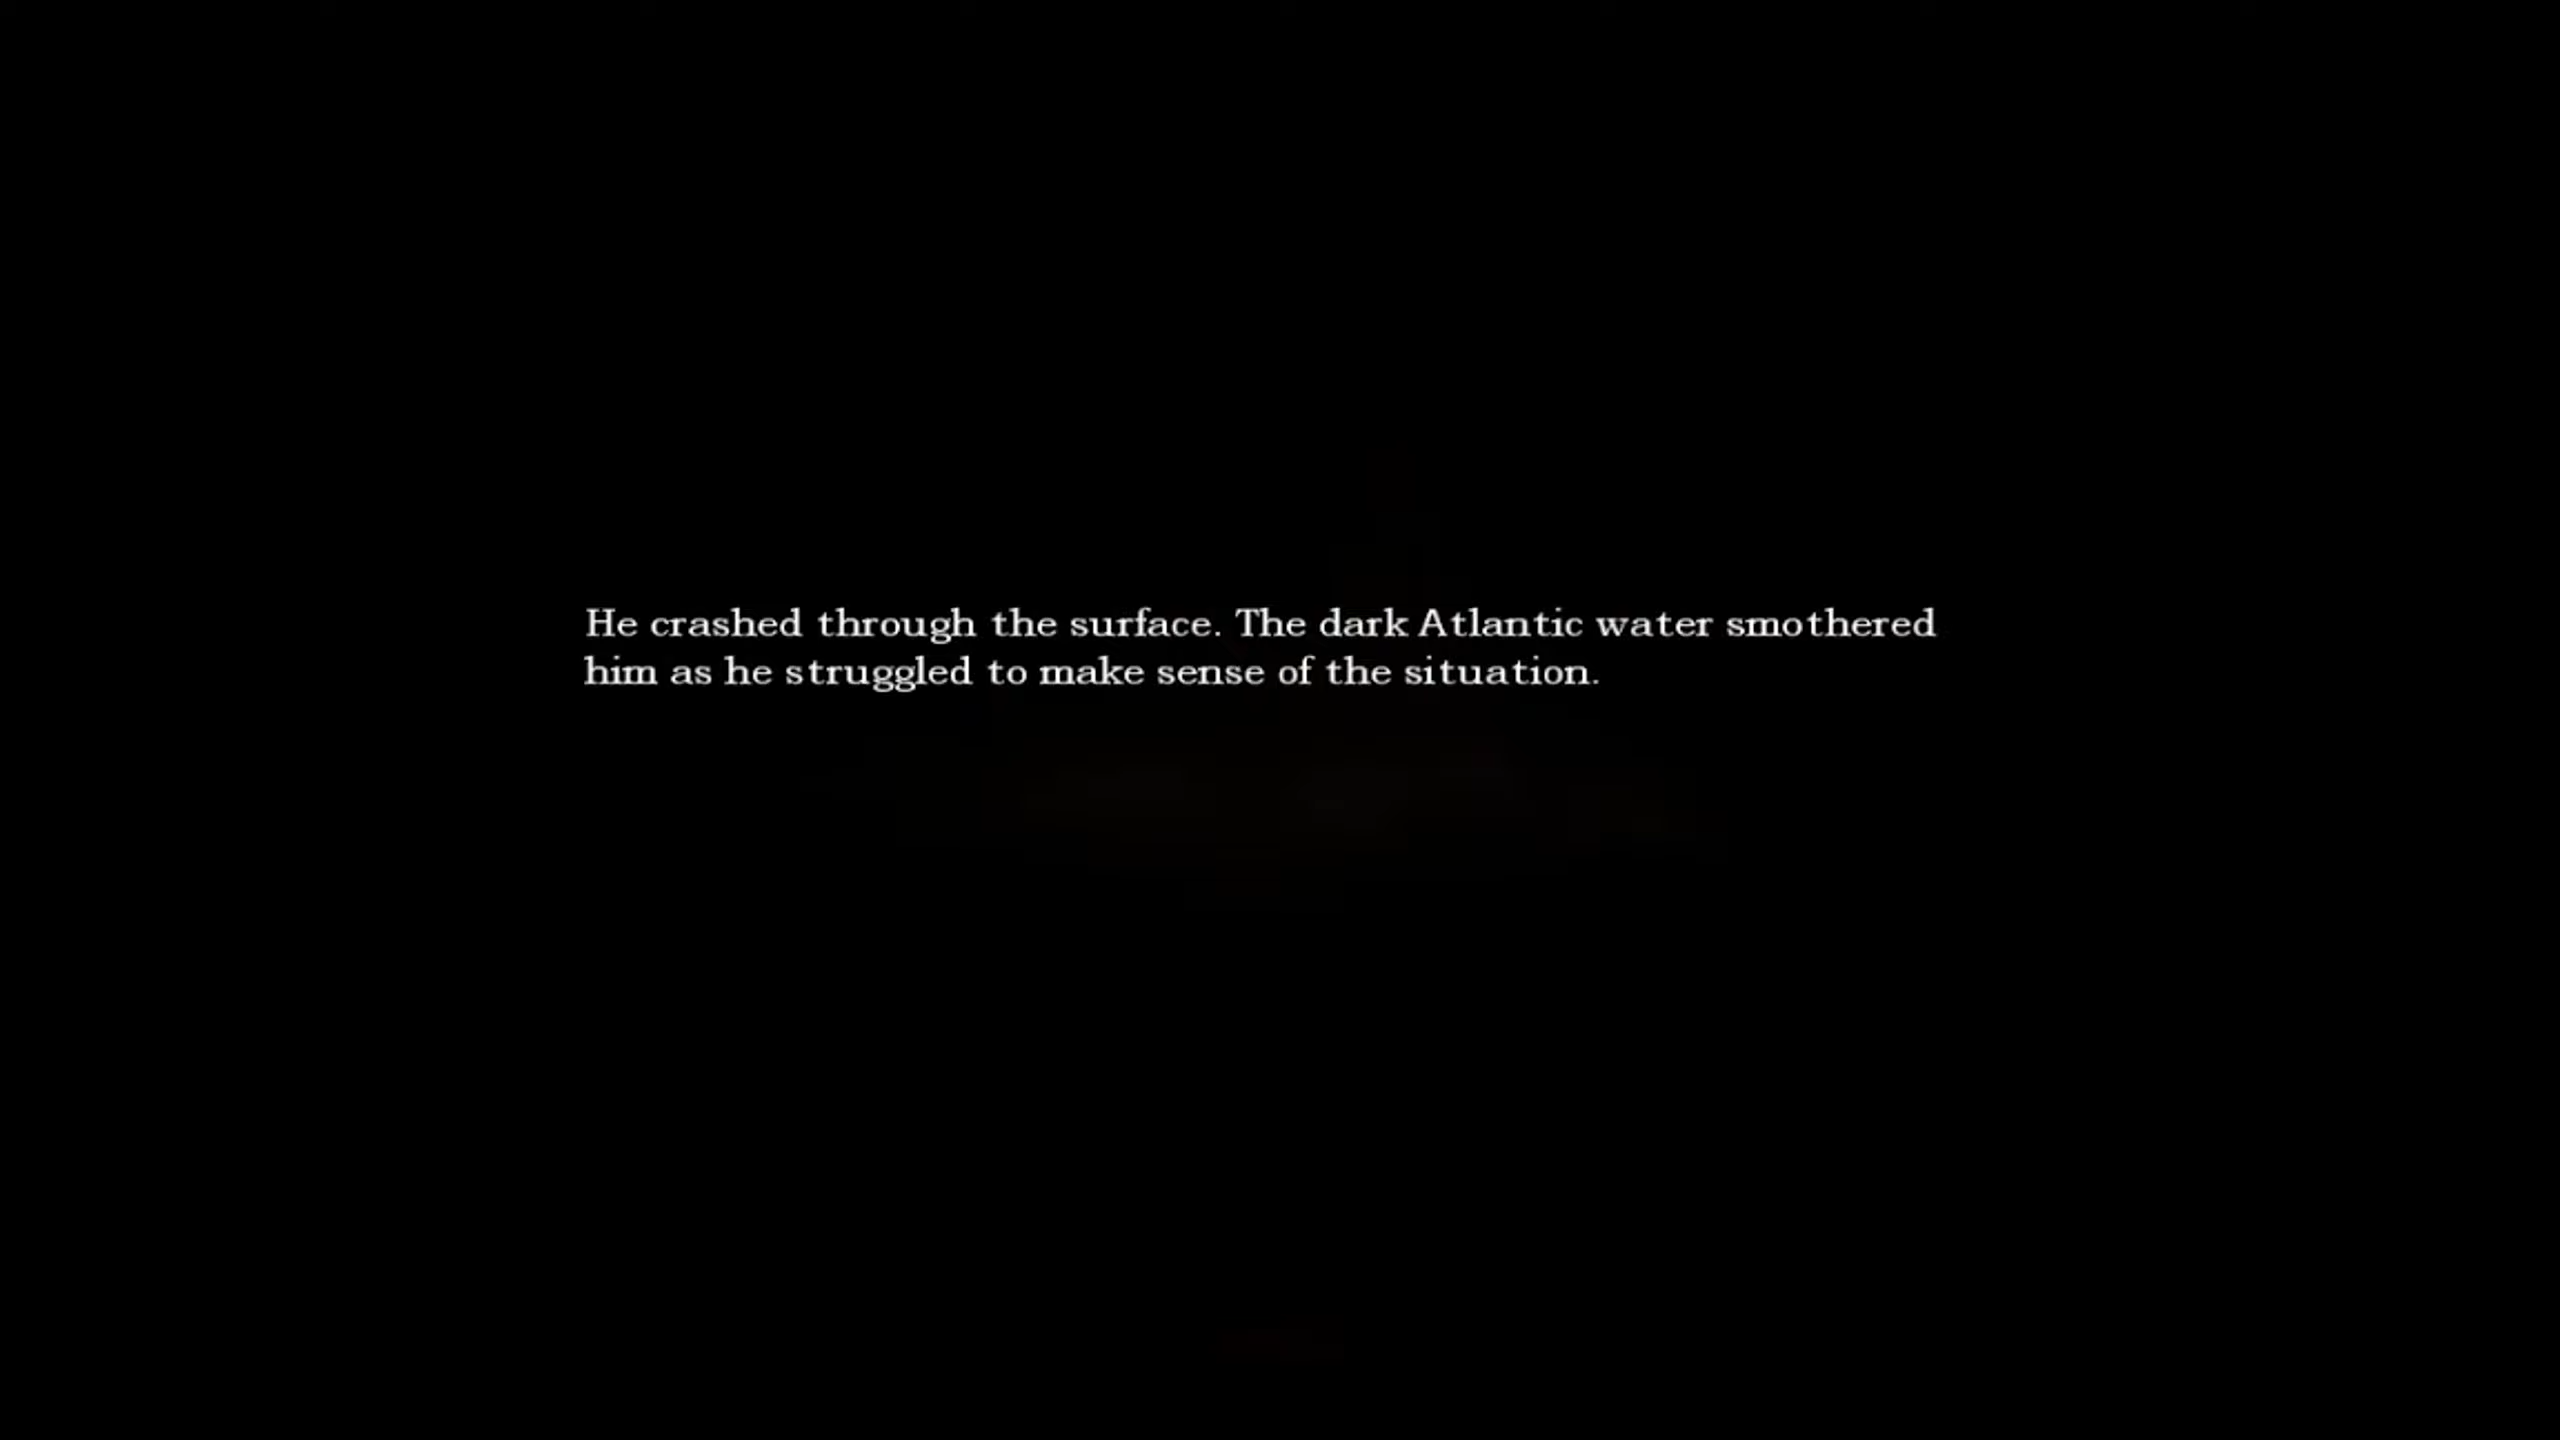 He crashed through the surface. The dark Atlantic water smothered
him as he struggled to make sense of the situation.